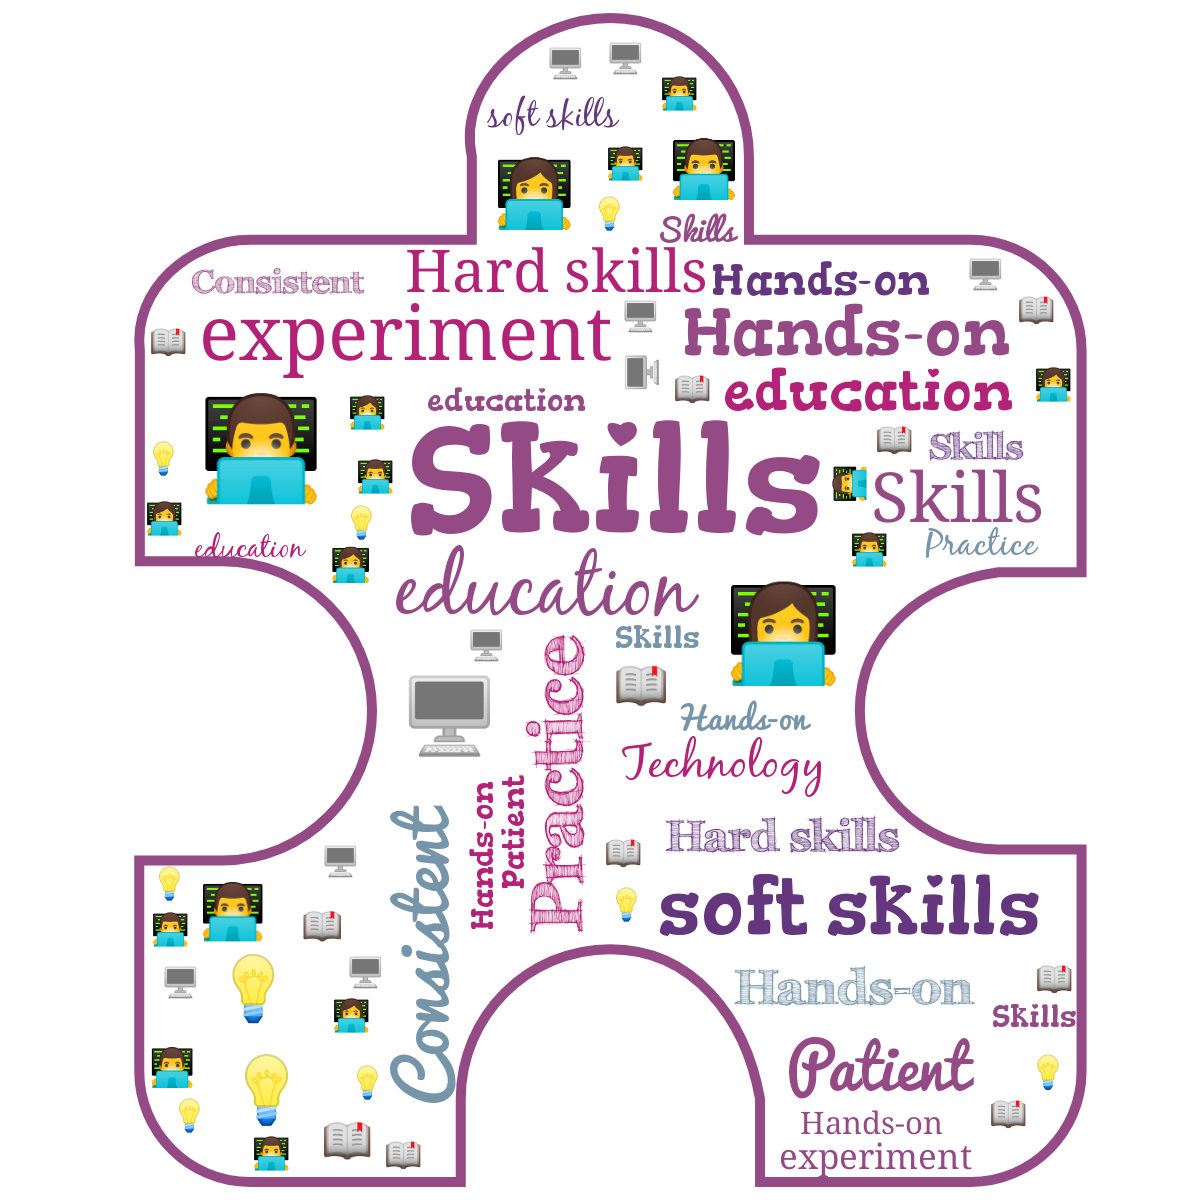 soft skills
Skills
Consistent
Hard skills
Hands-on
experiment
Hands-on
education
education
Skills
Skills
Skills
Practice
education
education
Skills
Practice
Hands-on
Technology
Consistent
Hands-on
Patient
Hard skills
soft skills
Hands-on
Skills
Patient
Hands-on
experiment